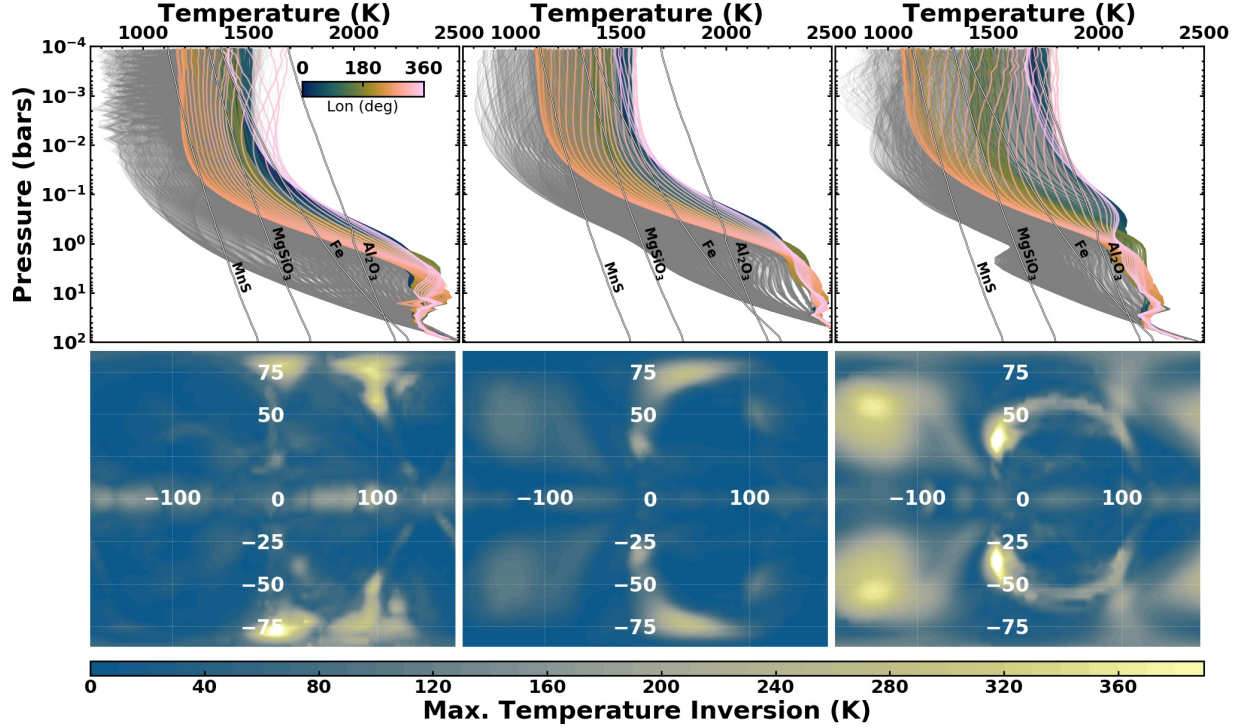 Temperature (K) Temperature (K) Temperature (K)
1000 1500 2000 2500 1000 1500 2000 2500 1000 1500 2000 2500
10⁻⁴
0 180 360
Lon (deg)
10⁻³
10⁻²
10⁻¹
10⁰
10¹
10²
Pressure (bars)
MnS MgSiO₃ Fe Al₂O₃
MnS MgSiO₃ Fe Al₂O₃
MnS MgSiO₃ Fe Al₂O₃
75 75 75
50 50 50
−100 0 100 −100 0 100 −100 0 100
−25 −25 −25
−50 −50 −50
−75 −75 −75
0 40 80 120 160 200 240 280 320 360
Max. Temperature Inversion (K)